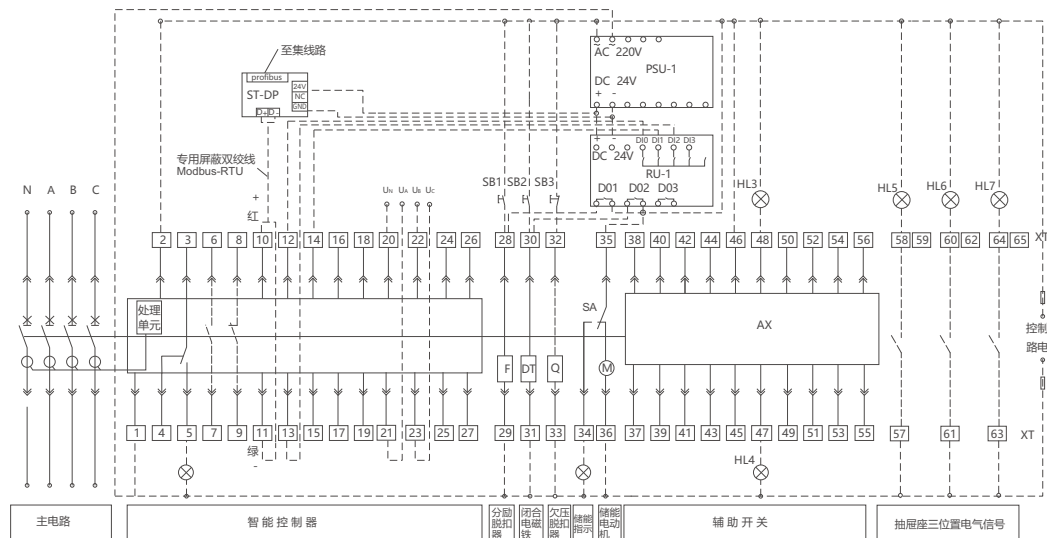 AC 220V
PSU-1
DC 24V
+ -
至集线路
profibus
ST-DP
24V
NC
GND
D+ D-
+ - DI0 DI1 DI2 DI3
DC 24V
RU-1
D01 D02 D03
专用屏蔽双绞线
Modbus-RTU
N A B C
+
红
UN UA UB UC
SB1 SB2 SB3
HL3 HL5 HL6 HL7
2 3 6 8 10 12 14 16 18 20 22 24 26 28 30 32 35 38 40 42 44 46 48 50 52 54 56 58 59 60 62 64 65 XT
处理
单元
SA
AX
控制
路电
F DT Q M
1 4 5 7 9 11 13 15 17 19 21 23 25 27 29 31 33 34 36 37 39 41 43 45 47 49 51 53 55 57 61 63 XT
绿
-
HL4
主电路
智能控制器
分励
脱扣
器
闭合
电磁
铁
欠压
脱扣
器
储能
指示
储能
电动
机
辅助开关
抽屉座三位置电气信号